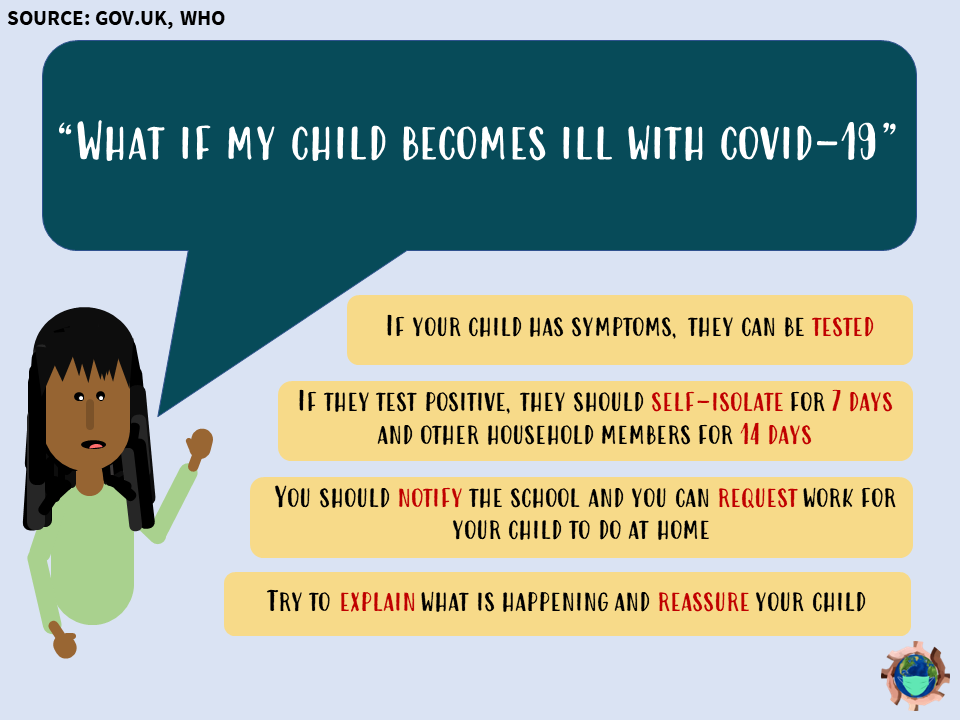 SOURCE: GOV.UK, WHO
“What if my child becomes ill with covid-19”
If your child has symptoms, they can be tested
If they test positive, they should self-isolate for 7 days
and other household members for 14 days
You should notify the school and you can request work for
your child to do at home
Try to explain what is happening and reassure your child